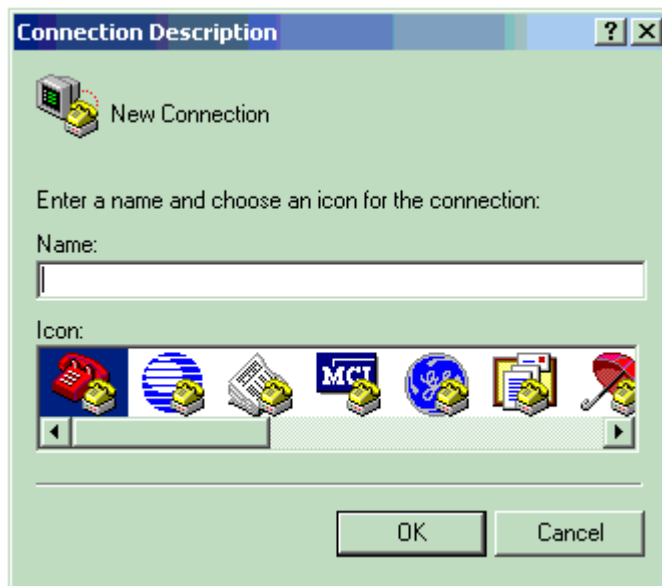 Connection Description
New Connection
Enter a name and choose an icon for the connection:
Name:
Icon:
MCI
OK Cancel